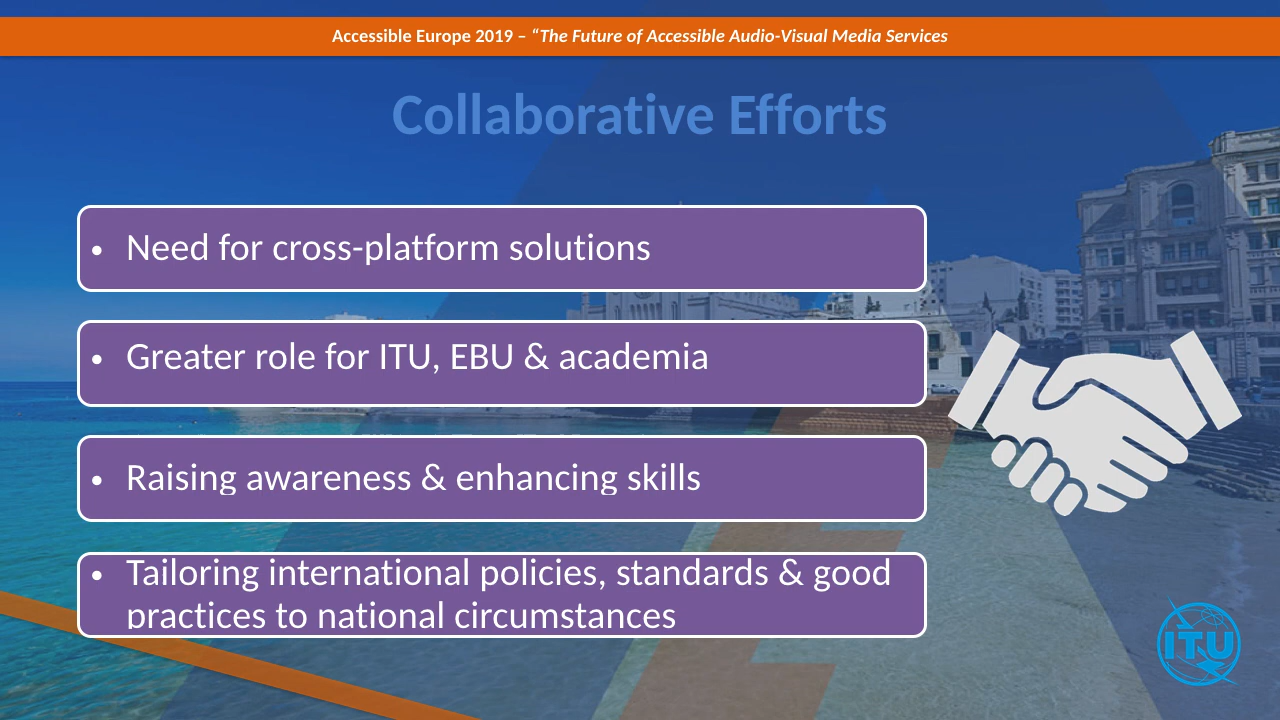 Accessible Europe 2019 – “The Future of Accessible Audio-Visual Media Services
Collaborative Efforts
• Need for cross-platform solutions
• Greater role for ITU, EBU & academia
• Raising awareness & enhancing skills
• Tailoring international policies, standards & good
practices to national circumstances
ITU